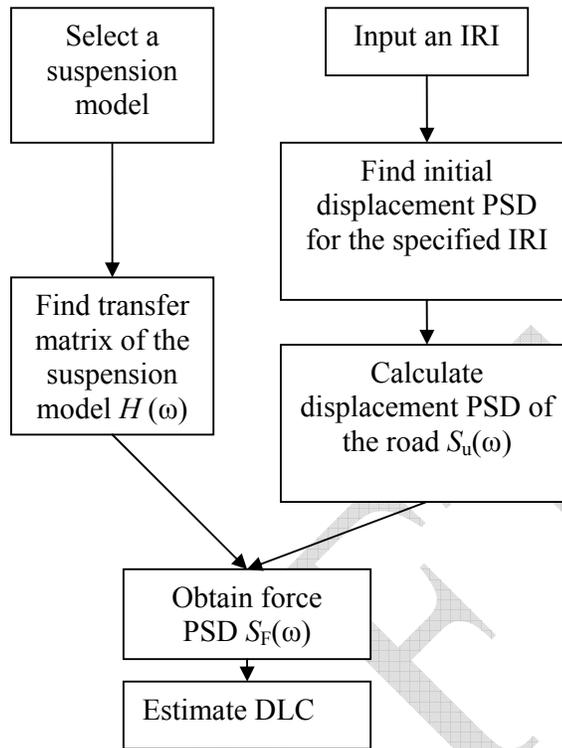 Select a
suspension
model
Input an IRI
Find initial
displacement PSD
for the specified IRI
Find transfer
matrix of the
suspension
model H (ω)
Calculate
displacement PSD of
the road Su(ω)
Obtain force
PSD SF(ω)
Estimate DLC